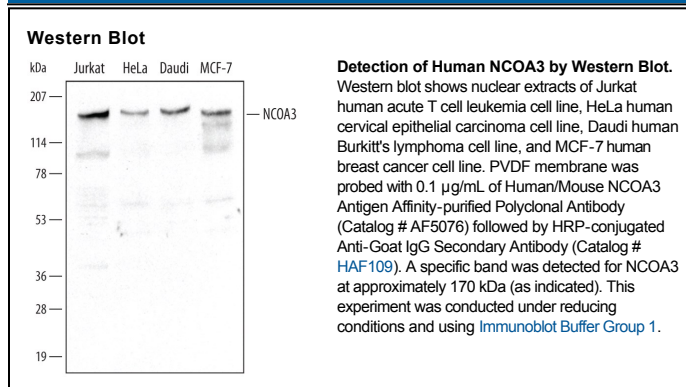 Western Blot
kDa Jurkat HeLa Daudi MCF-7
207
NCOA3
114
78
53
36
28
19
Detection of Human NCOA3 by Western Blot.
Western blot shows nuclear extracts of Jurkat
human acute T cell leukemia cell line, HeLa human
cervical epithelial carcinoma cell line, Daudi human
Burkitt's lymphoma cell line, and MCF-7 human
breast cancer cell line. PVDF membrane was
probed with 0.1 µg/mL of Human/Mouse NCOA3
Antigen Affinity-purified Polyclonal Antibody
(Catalog # AF5076) followed by HRP-conjugated
Anti-Goat IgG Secondary Antibody (Catalog #
HAF109). A specific band was detected for NCOA3
at approximately 170 kDa (as indicated). This
experiment was conducted under reducing
conditions and using Immunoblot Buffer Group 1.